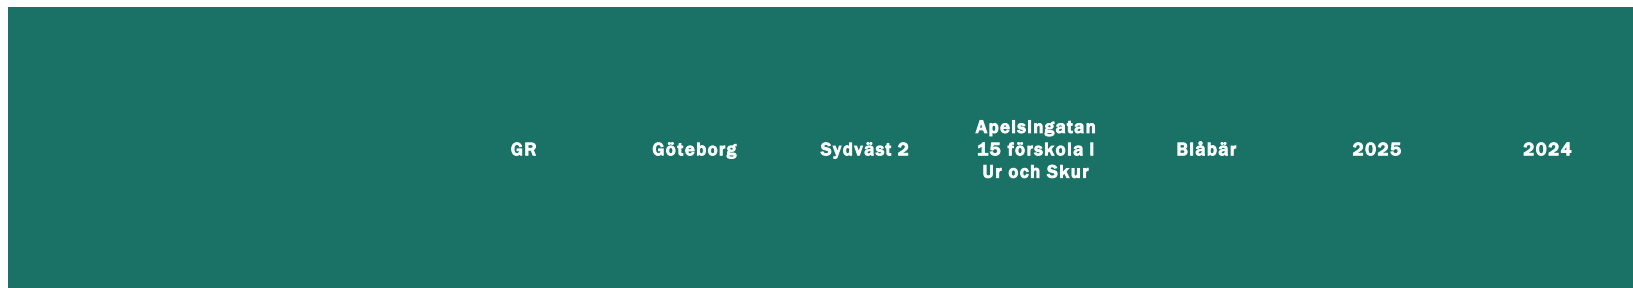 GR
Göteborg
Sydväst 2
Apelsingatan
15 förskola I
Ur och Skur
Blåbär
2025
2024